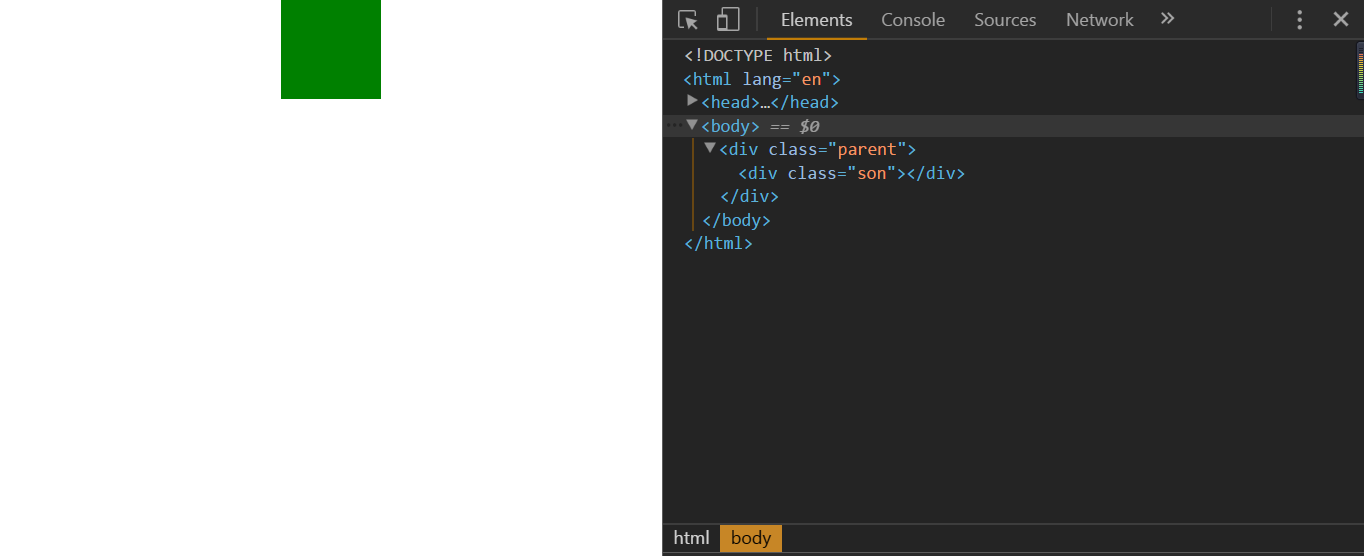 Elements Console Sources Network
<!DOCTYPE html>
<html lang="en">
<head>…</head>
<body> == $0
<div class="parent">
<div class="son"></div>
</div>
</body>
</html>
html body